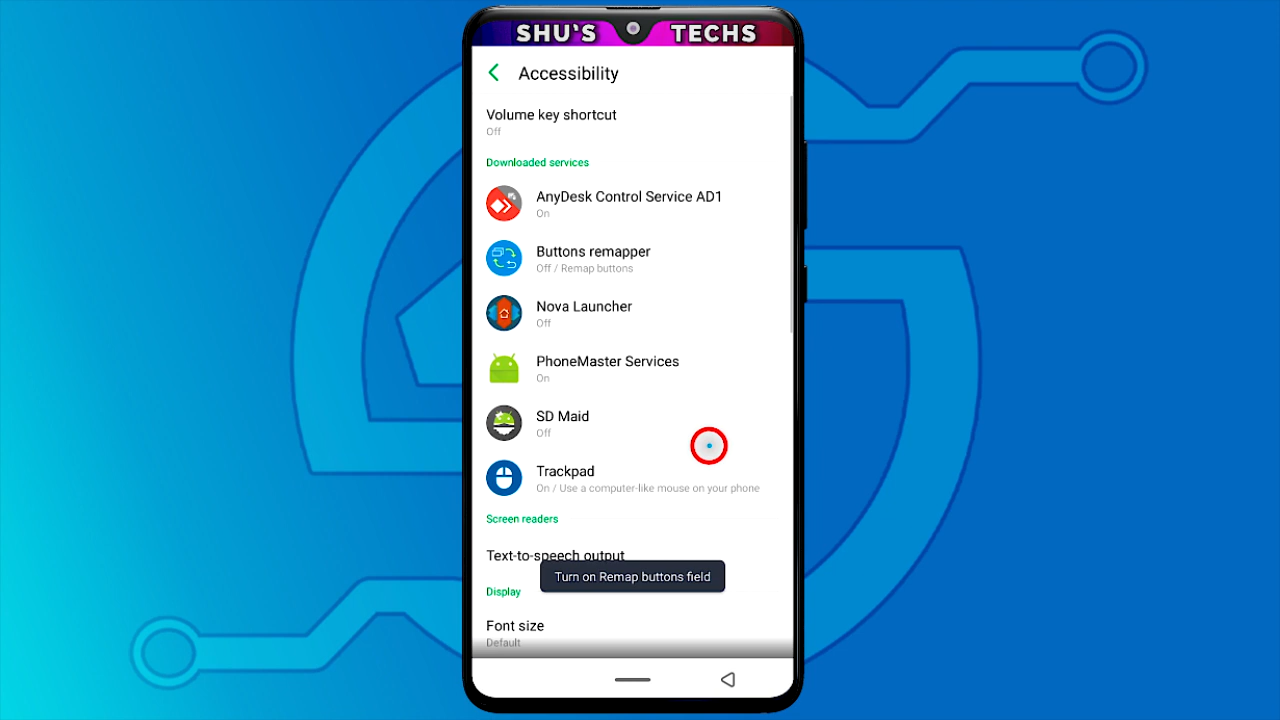 SHU'S TECHS
Accessibility
Volume key shortcut
Off
Downloaded services
AnyDesk Control Service AD1
On
Buttons remapper
Off / Remap buttons
Nova Launcher
Off
PhoneMaster Services
On
SD Maid
Off
Trackpad
On / Use a computer-like mouse on your phone
Screen readers
Text-to-speech output
Turn on Remap buttons field
Display
Font size
Default